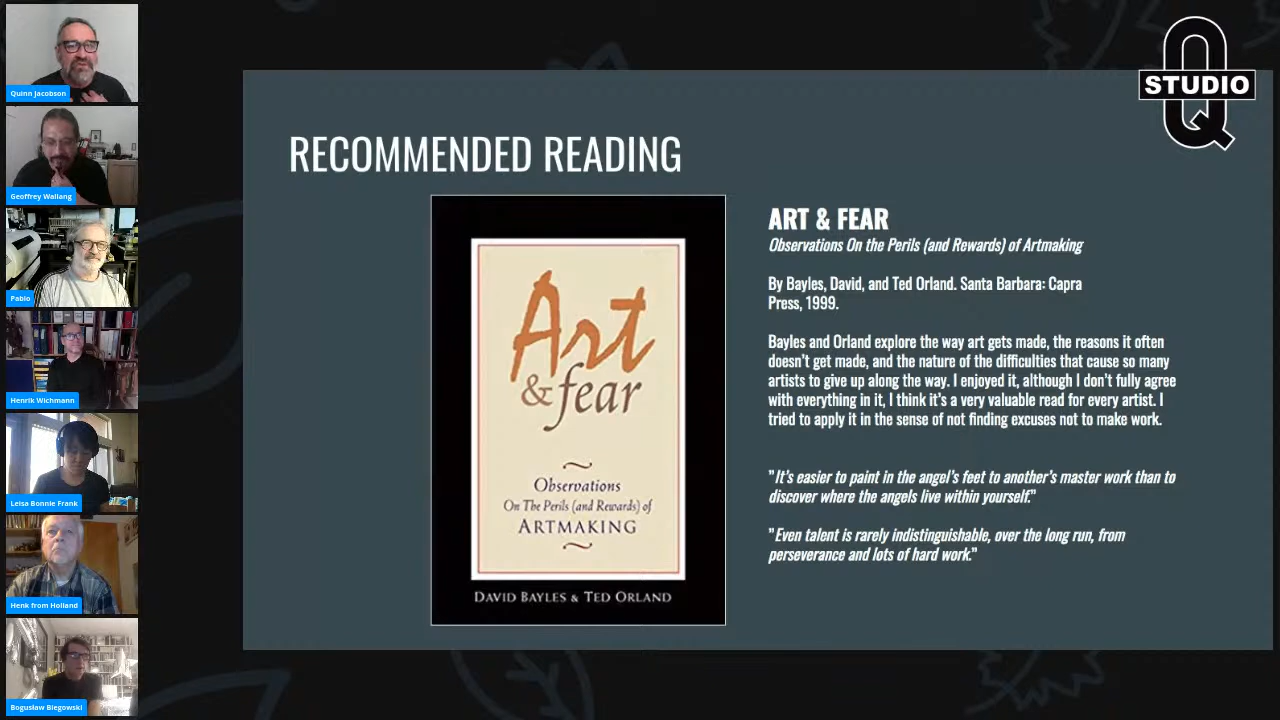 Quinn Jacobson
Geoffrey Wallang
Pablo
Henrik Wichmann
Leisa Bonnie Frank
Henk from Holland
Bogusław Biegowski
STUDIO
Q
RECOMMENDED READING
Art
& fear
Observations
On The Perils (and Rewards) of
ARTMAKING
DAVID BAYLES & TED ORLAND
ART & FEAR
Observations On the Perils (and Rewards) of Artmaking
By Bayles, David, and Ted Orland. Santa Barbara: Capra
Press, 1999.
Bayles and Orland explore the way art gets made, the reasons it often
doesn't get made, and the nature of the difficulties that cause so many
artists to give up along the way. I enjoyed it, although I don't fully agree
with everything in it, I think it's a very valuable read for every artist. I
tried to apply it in the sense of not finding excuses not to make work.
"It's easier to paint in the angel's feet to another's master work than to
discover where the angels live within yourself."
"Even talent is rarely indistinguishable, over the long run, from
perseverance and lots of hard work."